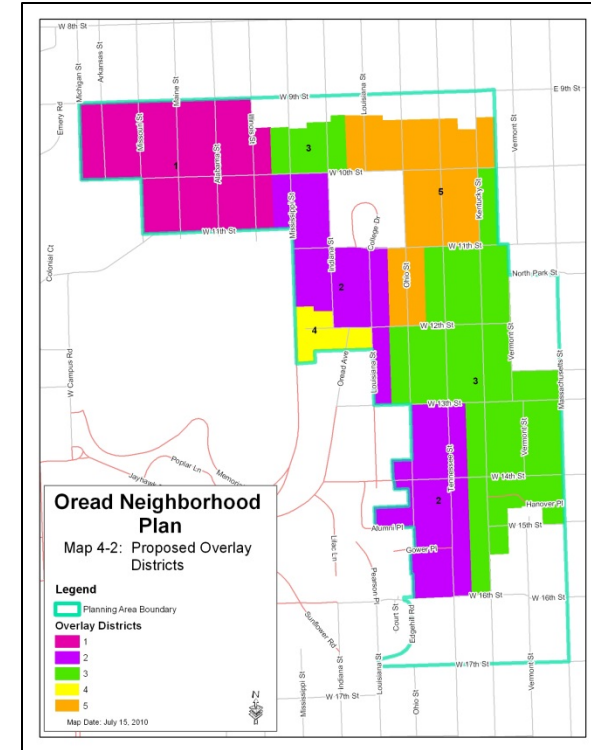 W 8th St
Michigan St
Arkansas St
Emery Rd
Maine St
Louisiana St
W 9th St
E 9th St
Missouri St
Alabama St
Illinois St
Vermont St
1
3
W 10th St
5
Kentucky St
Mississippi St
College Dr
W 11th St
W 11th St
Indiana St
Ohio St
Colonial Ct
North Park St
2
4
W 12th St
Oread Ave
Louisiana St
Vermont St
Massachusetts St
W Campus Rd
3
W 13th St
Poplar Ln
Tennessee St
Vermont St
W 14th St
2
Hanover Pl
Alumni Pl
W 15th St
Lilac Ln
Gower Pl
Pearson Pl
Court St
Edgehill Rd
W 16th St
W 16th St
Sunflower Rd
W 17th St
Indiana St
Louisiana St
Mississippi St
Ohio St
Vermont St
W 17th St
Oread Neighborhood
Plan
Map 4-2: Proposed Overlay
Districts
Legend
Planning Area Boundary
Overlay Districts
1
2
3
4
5
N
Map Date: July 15, 2010